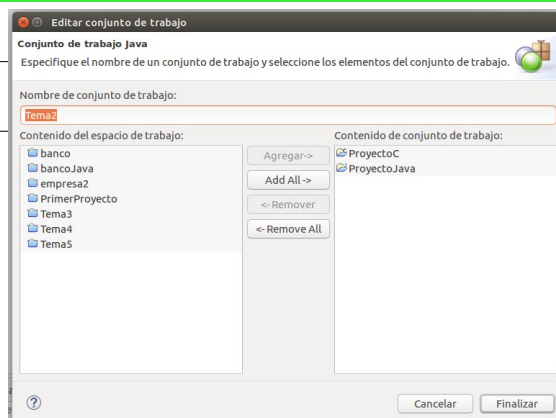 Editar conjunto de trabajo
Conjunto de trabajo Java
Especifique el nombre de un conjunto de trabajo y seleccione los elementos del conjunto de trabajo.
Nombre de conjunto de trabajo:
Tema2
Contenido del espacio de trabajo:
banco
bancoJava
empresa2
PrimerProyecto
Tema3
Tema4
Tema5
Agregar->
Add All ->
<- Remover
<- Remove All
Contenido de conjunto de trabajo:
ProyectoC
ProyectoJava
Cancelar
Finalizar